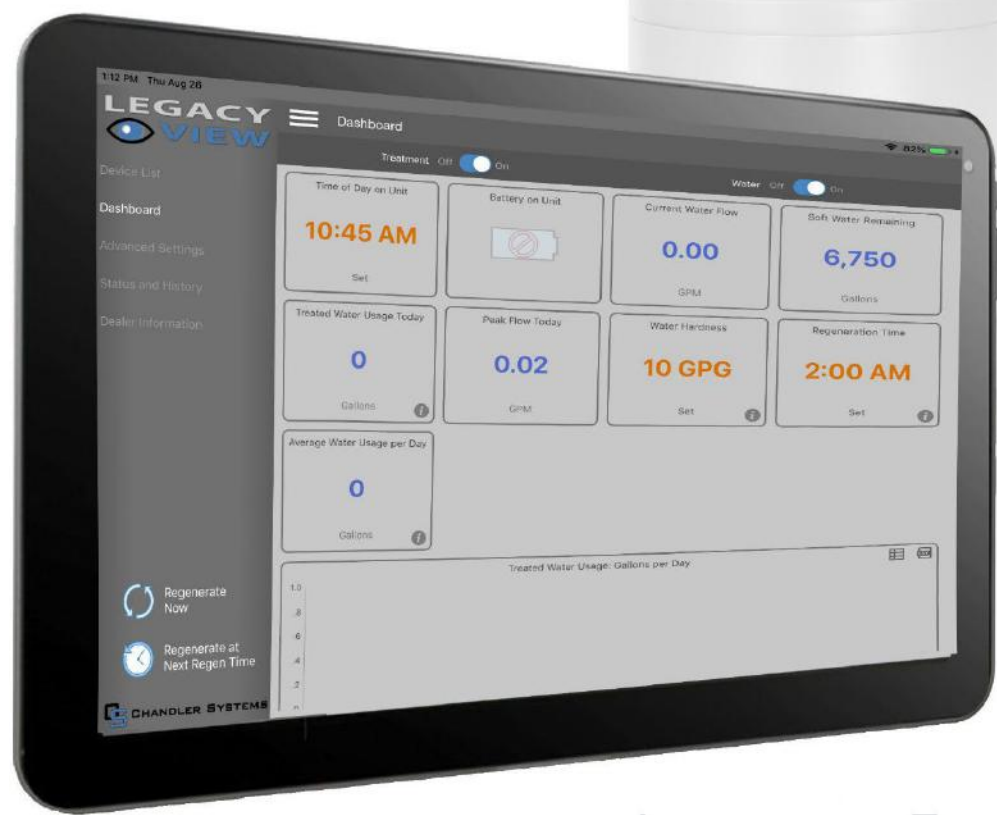 1:12 PM Thu Aug 26
LEGACY
VIEW
Dashboard
82%
Treatment Off On
Water Off On
Device List
Dashboard
Advanced Settings
Status and History
Dealer Information
Time of Day on Unit
10:45 AM
Set
Battery on Unit
Current Water Flow
0.00
GPM
Soft Water Remaining
6,750
Gallons
Treated Water Usage Today
0
Gallons
Peak Flow Today
0.02
GPM
Water Hardness
10 GPG
Set
Regeneration Time
2:00 AM
Set
Average Water Usage per Day
0
Gallons
Treated Water Usage: Gallons per Day
1.0
.8
.6
.4
.2
Regenerate
Now
Regenerate at
Next Regen Time
CHANDLER SYSTEMS